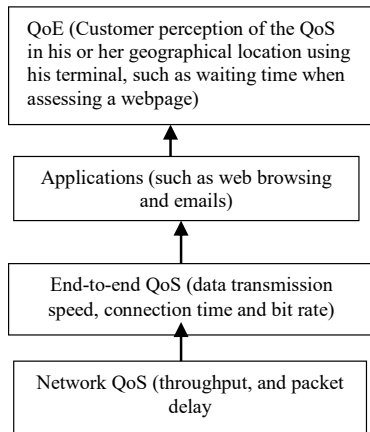 QoE (Customer perception of the QoS
in his or her geographical location using
his terminal, such as waiting time when
assessing a webpage)
Applications (such as web browsing
and emails)
End-to-end QoS (data transmission
speed, connection time and bit rate)
Network QoS (throughput, and packet
delay